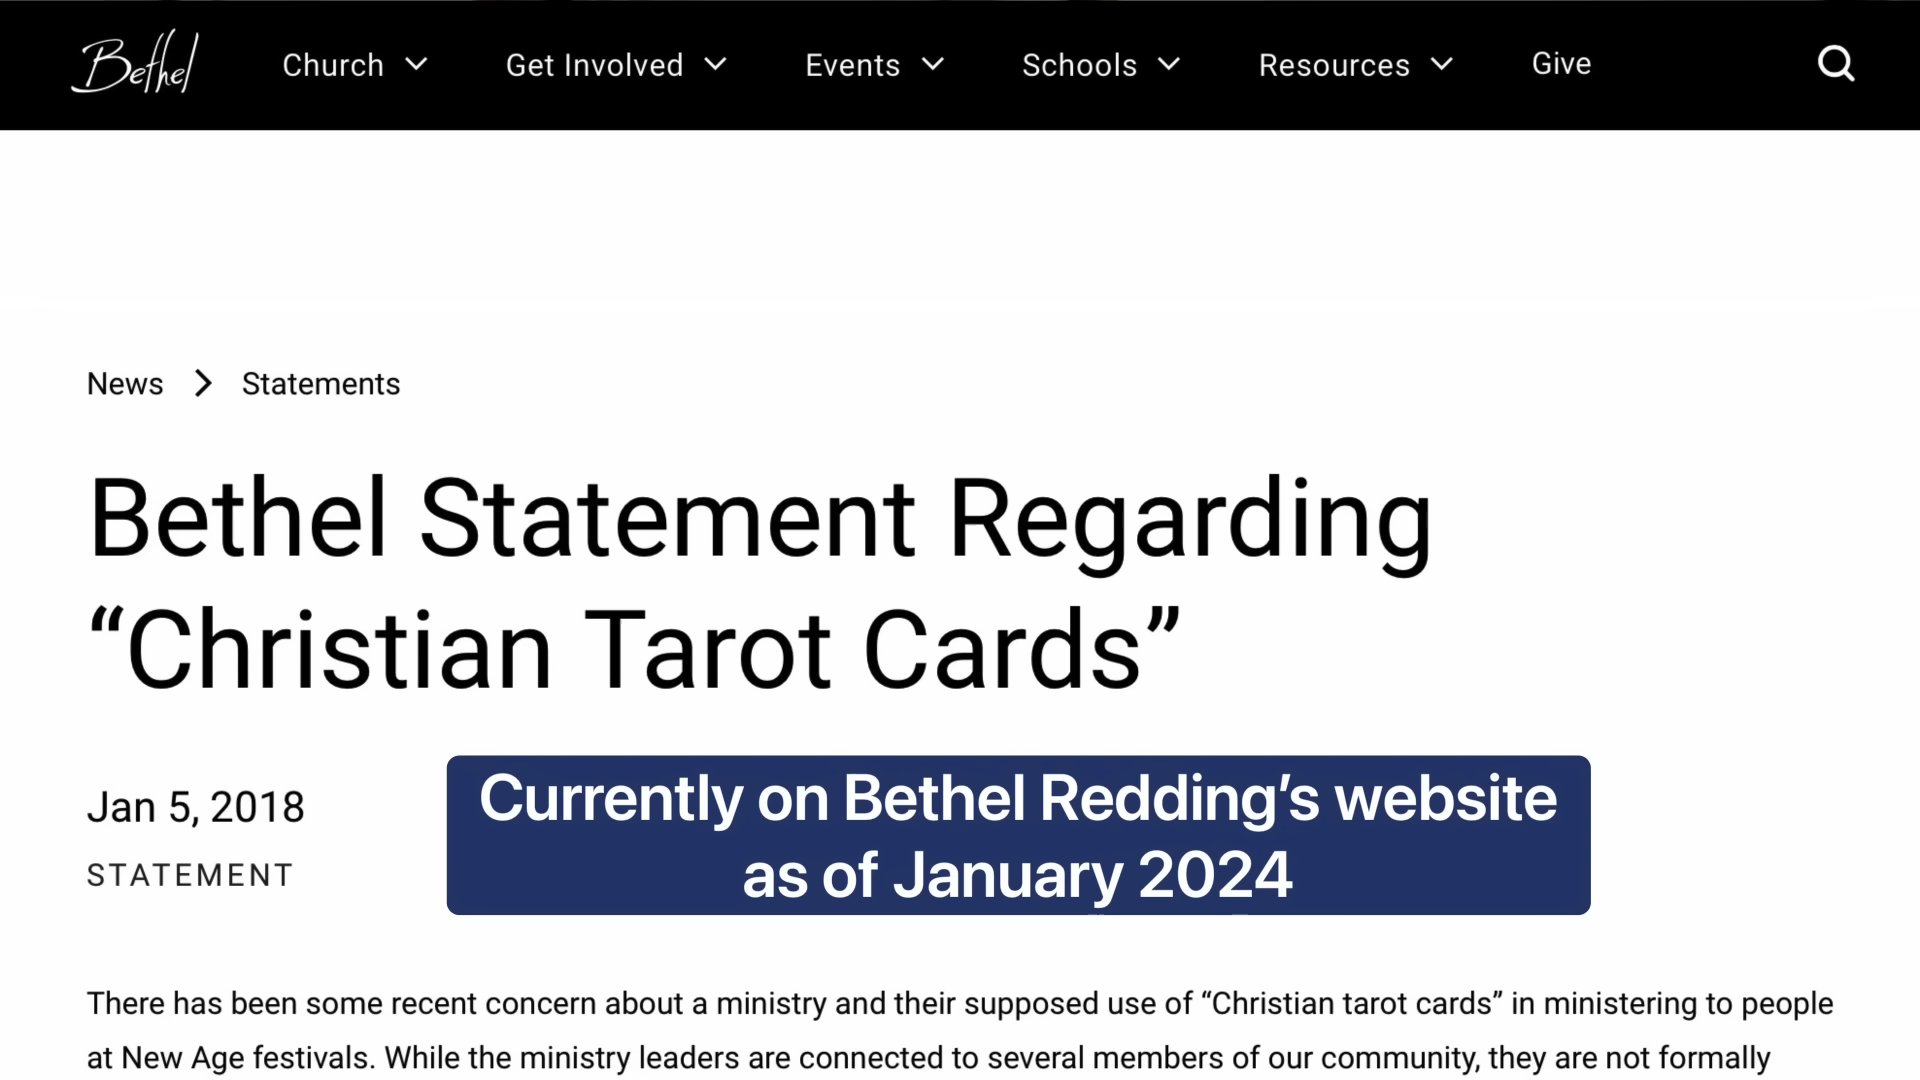 Bethel Church Get Involved Events Schools Resources Give
News Statements
Bethel Statement Regarding
“Christian Tarot Cards”
Jan 5, 2018
STATEMENT
Currently on Bethel Redding’s website
as of January 2024
There has been some recent concern about a ministry and their supposed use of “Christian tarot cards” in ministering to people
at New Age festivals. While the ministry leaders are connected to several members of our community, they are not formally